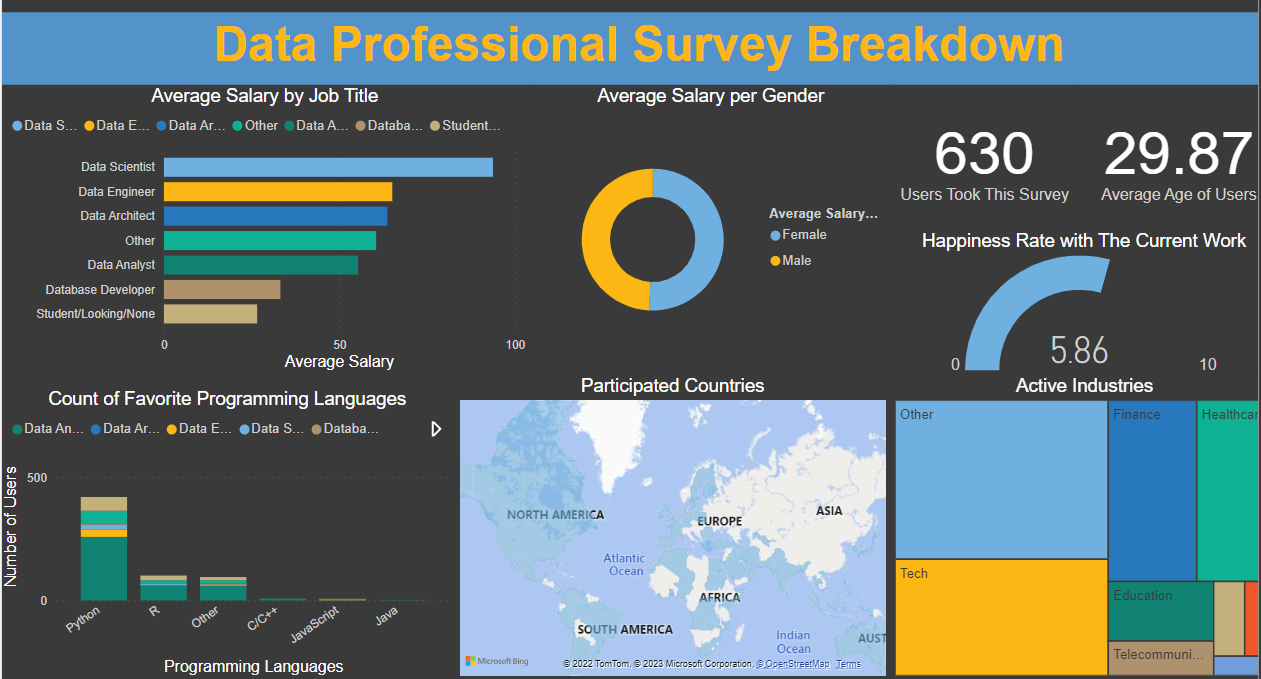 Data Professional Survey Breakdown
Average Salary by Job Title
Data S... Data E... Data Ar... Other Data A... Databa... Student...
Data Scientist
Data Engineer
Data Architect
Other
Data Analyst
Database Developer
Student/Looking/None
0 50 100
Average Salary
Average Salary per Gender
Average Salary...
Female
Male
630
Users Took This Survey
29.87
Average Age of Users
Happiness Rate with The Current Work
0 5.86 10
Count of Favorite Programming Languages
Data An... Data Ar... Data E... Data S... Databa...
Number of Users
500
0
Python R Other C/C++ JavaScript Java
Programming Languages
Participated Countries
NORTH AMERICA
EUROPE
ASIA
Atlantic
Ocean
AFRICA
SOUTH AMERICA
Indian
Ocean
AUST
Microsoft Bing
© 2022 TomTom, © 2023 Microsoft Corporation, © OpenStreetMap Terms
Active Industries
Other
Finance
Healthcar
Tech
Education
Telecommuni...